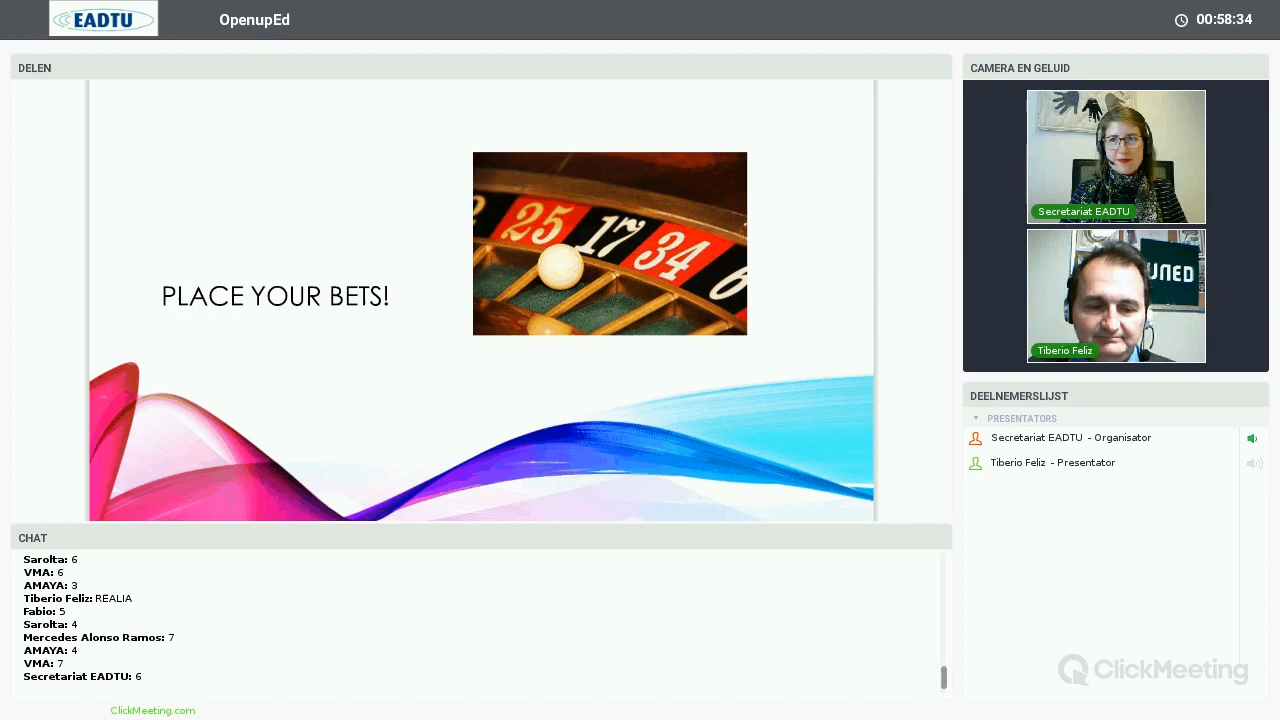 EADTU
OpenupEd
00:58:34
DELEN
PLACE YOUR BETS!
25
17
34
6
CAMERA EN GELUID
Secretariat EADTU
UNED
Tiberio Feliz
DEELNEMERSLIJST
PRESENTATORS
Secretariat EADTU - Organisator
Tiberio Feliz - Presentator
CHAT
Sarolta: 6
VMA: 6
AMAYA: 3
Tiberio Feliz: REALIA
Fabio: 5
Sarolta: 4
Mercedes Alonso Ramos: 7
AMAYA: 4
VMA: 7
Secretariat EADTU: 6
ClickMeeting
ClickMeeting.com